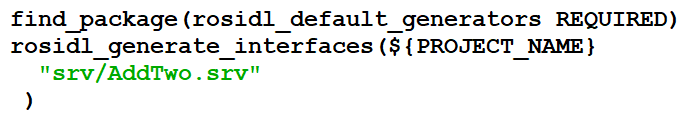 find_package(rosidl_default_generators REQUIRED)
rosidl_generate_interfaces(${PROJECT_NAME}
  "srv/AddTwo.srv"
 )